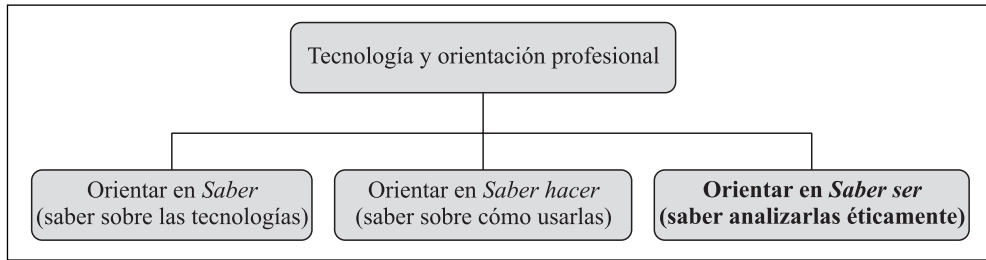 Tecnología y orientación profesional
Orientar en Saber
(saber sobre las tecnologías)
Orientar en Saber hacer
(saber sobre cómo usarlas)
Orientar en Saber ser
(saber analizarlas éticamente)